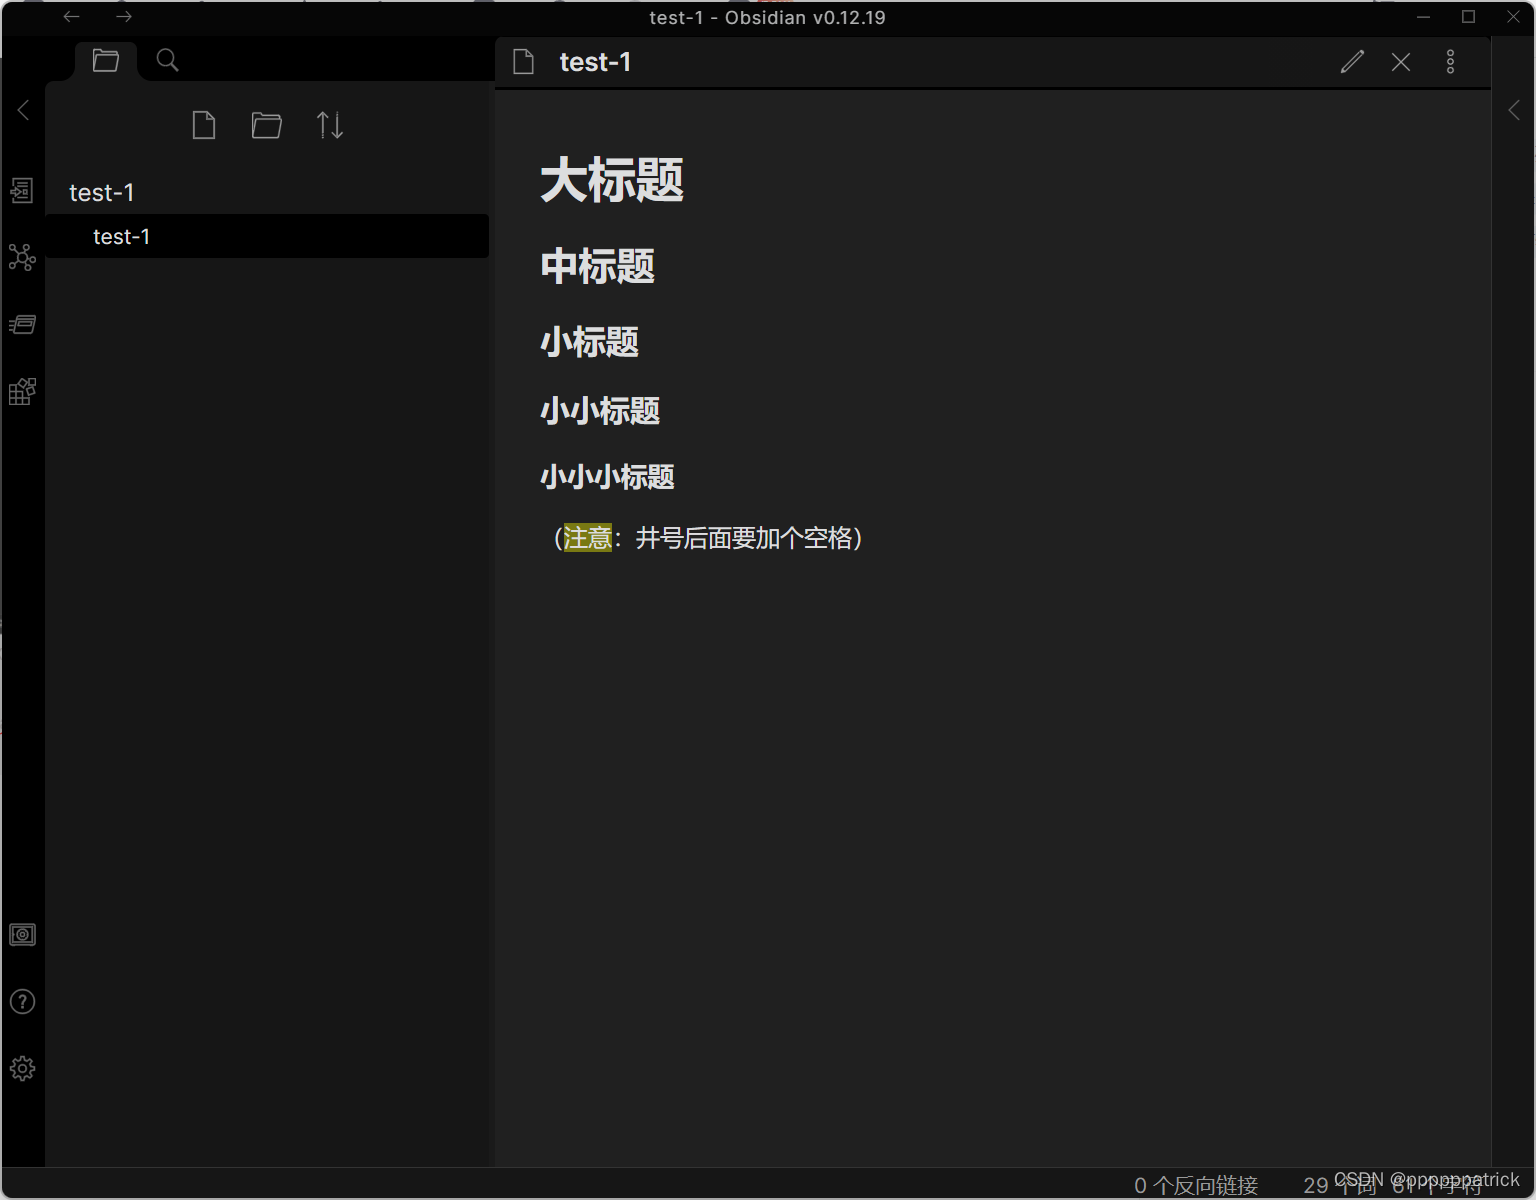 test-1 - Obsidian v0.12.19
test-1
test-1
test-1
大标题
中标题
小标题
小小标题
小小小标题
（注意：井号后面要加个空格）
0 个反向链接
29 个词
61 个字符
CSDN @ppppppatrick